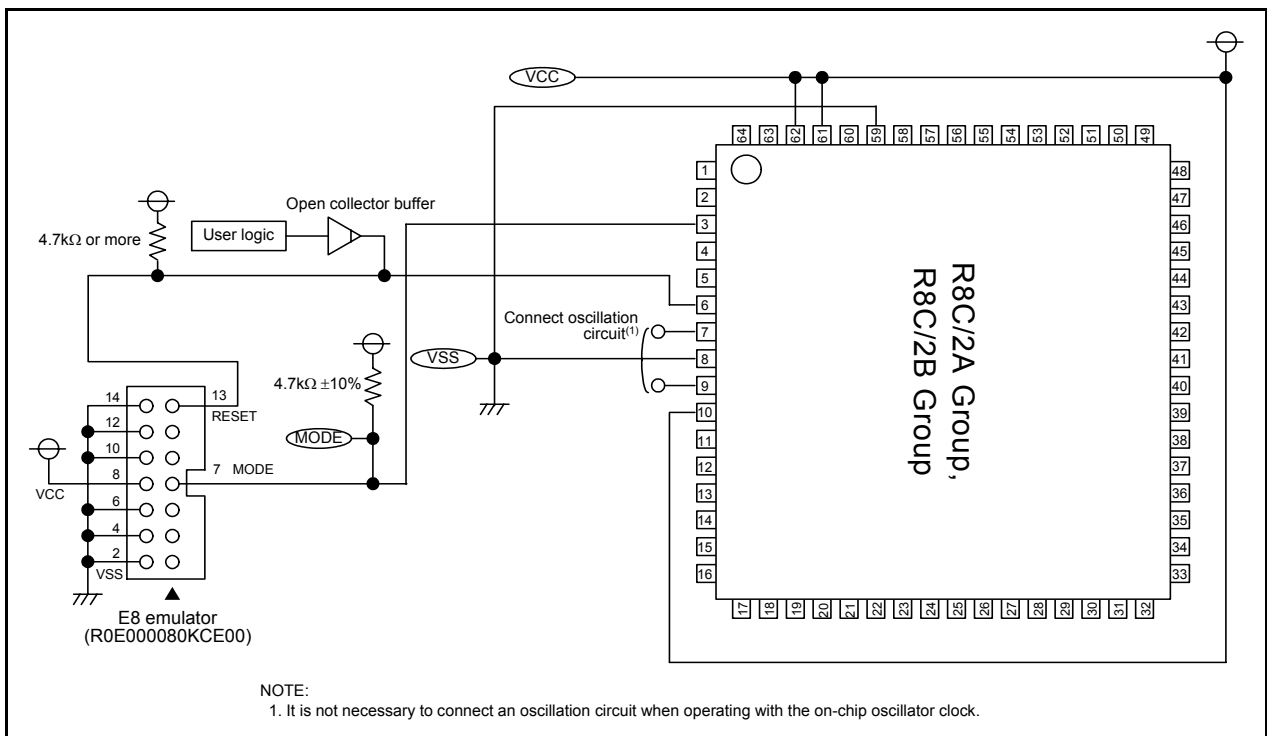 VCC
64 63 62 61 60 59 58 57 56 55 54 53 52 51 50 49
Open collector buffer
4.7kΩ or more
User logic
1
2
3
4
5
6
7
8
9
10
11
12
13
14
15
16
48
47
46
45
44
43
42
41
40
39
38
37
36
35
34
33
R8C/2A Group,
R8C/2B Group
Connect oscillation
circuit(1)
VSS
4.7kΩ ±10%
MODE
14
13
RESET
12
10
8
VCC
7 MODE
6
4
2
VSS
E8 emulator
(R0E000080KCE00)
17 18 19 20 21 22 23 24 25 26 27 28 29 30 31 32
NOTE:
1. It is not necessary to connect an oscillation circuit when operating with the on-chip oscillator clock.